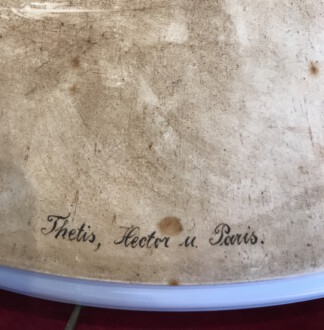 Thetis, Hector u Paris.